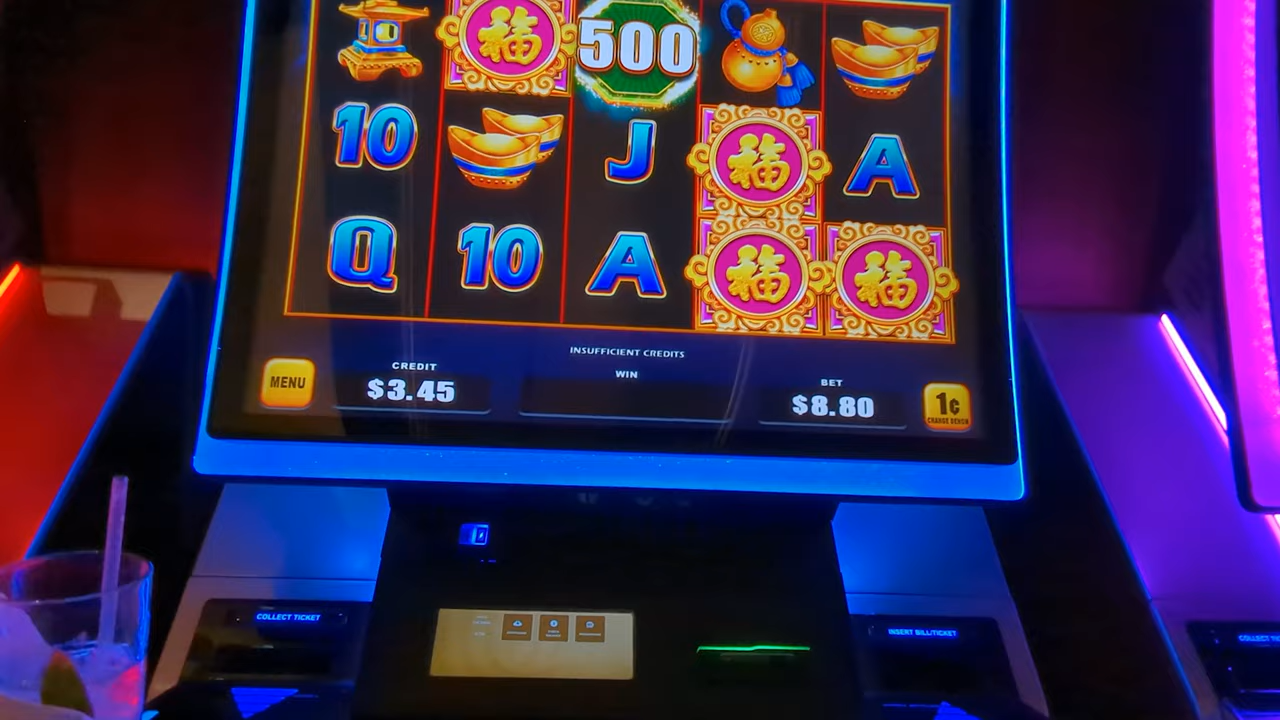 福
500
10
J
福
A
Q
10
A
福
福
INSUFFICIENT CREDITS
MENU
CREDIT
$3.45
WIN
BET
$8.80
1¢
CHANGE DENOM
COLLECT TICKET
INSERT BILL/TICKET